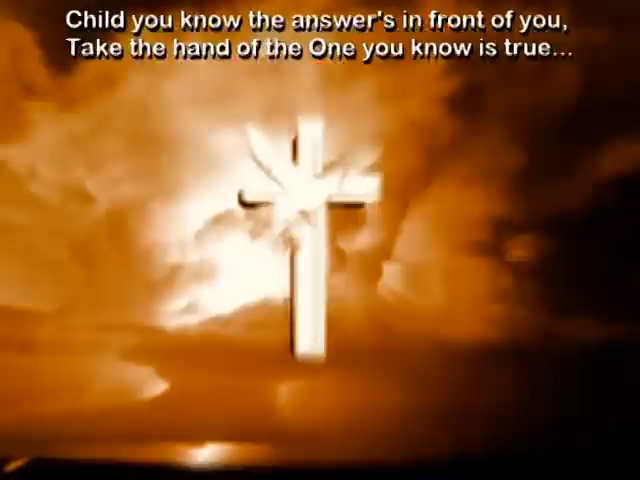 Child you know the answer's in front of you,
Take the hand of the One you know is true...